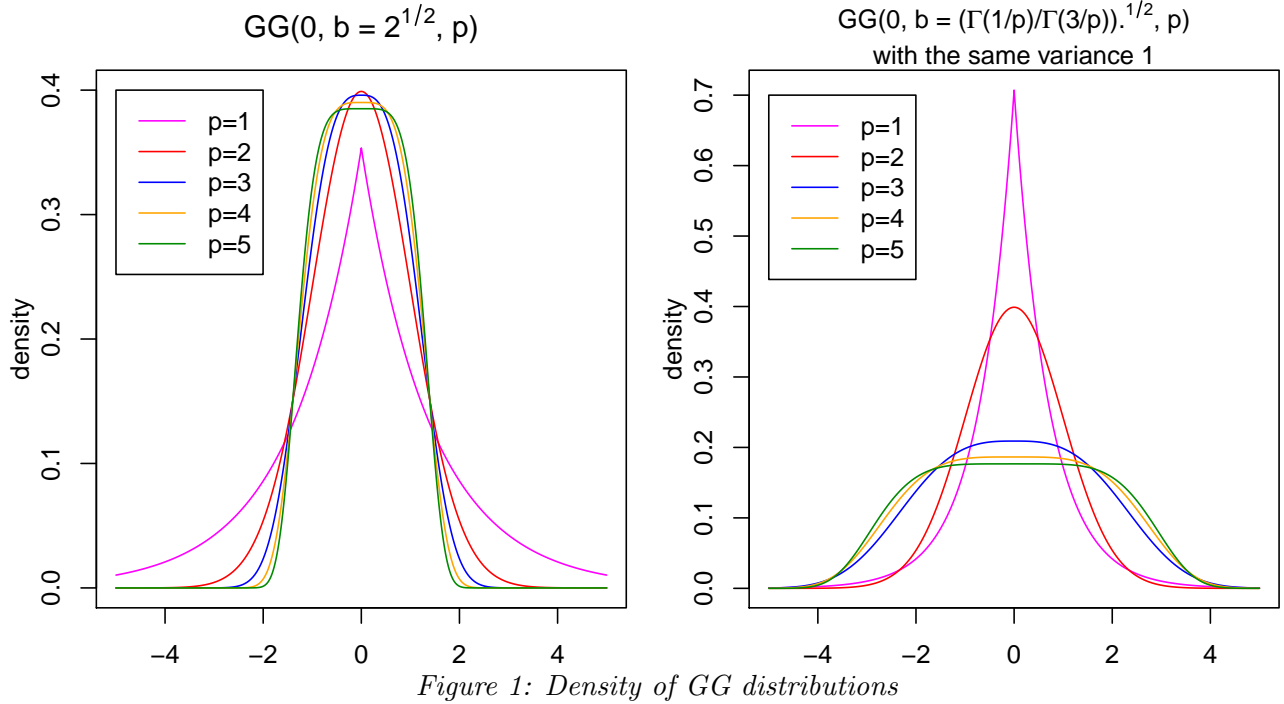 GG(0, b = 2^1/2, p)
0.0 0.1 0.2 0.3 0.4
density
p=1
p=2
p=3
p=4
p=5
−4 −2 0 2 4
GG(0, b = (Γ(1/p)/Γ(3/p)).^1/2, p)
with the same variance 1
0.0 0.1 0.2 0.3 0.4 0.5 0.6 0.7
density
p=1
p=2
p=3
p=4
p=5
−4 −2 0 2 4
Figure 1: Density of GG distributions